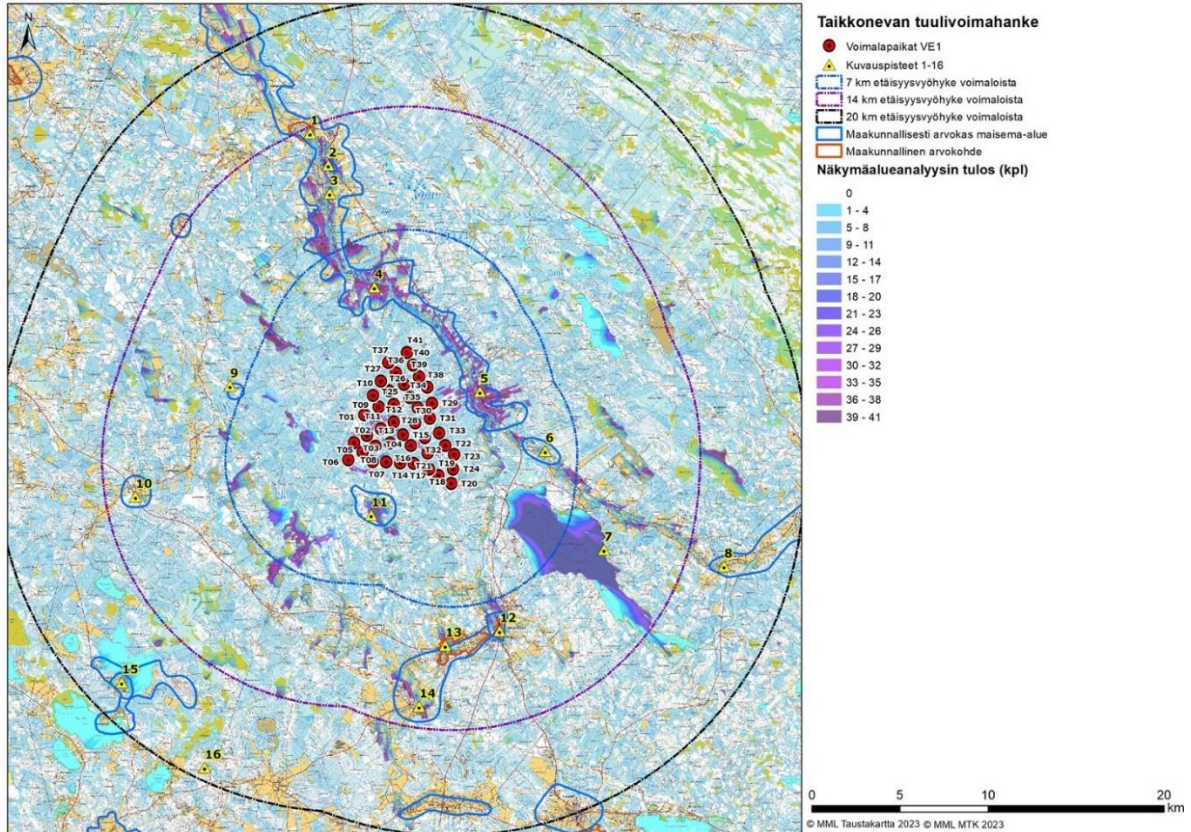 N
1
2
3
4
T41
T37
T40
T36
T39
T27
T26
T38
T10
T34
T25
T35
5
T09
T12
T29
T30
T01
T11
T31
T28
T13
T33
T02
T15
T22
T05
T03
T04
T32
T23
T06
T08
T16
T19
T21
T24
T07
T14
T17
T18
T20
9
6
10
11
7
8
12
13
14
15
16
Taikkonevan tuulivoimahanke
Voimalapaikat VE1
Kuvauspisteet 1-16
7 km etäisyysvyöhyke voimaloista
14 km etäisyysvyöhyke voimaloista
20 km etäisyysvyöhyke voimaloista
Maakunnallisesti arvokas maisema-alue
Maakunnallinen arvokohde
Näkymäalueanalyysin tulos (kpl)
0
1 - 4
5 - 8
9 - 11
12 - 14
15 - 17
18 - 20
21 - 23
24 - 26
27 - 29
30 - 32
33 - 35
36 - 38
39 - 41
0 5 10 20
km
© MML Taustakartta 2023 © MML MTK 2023